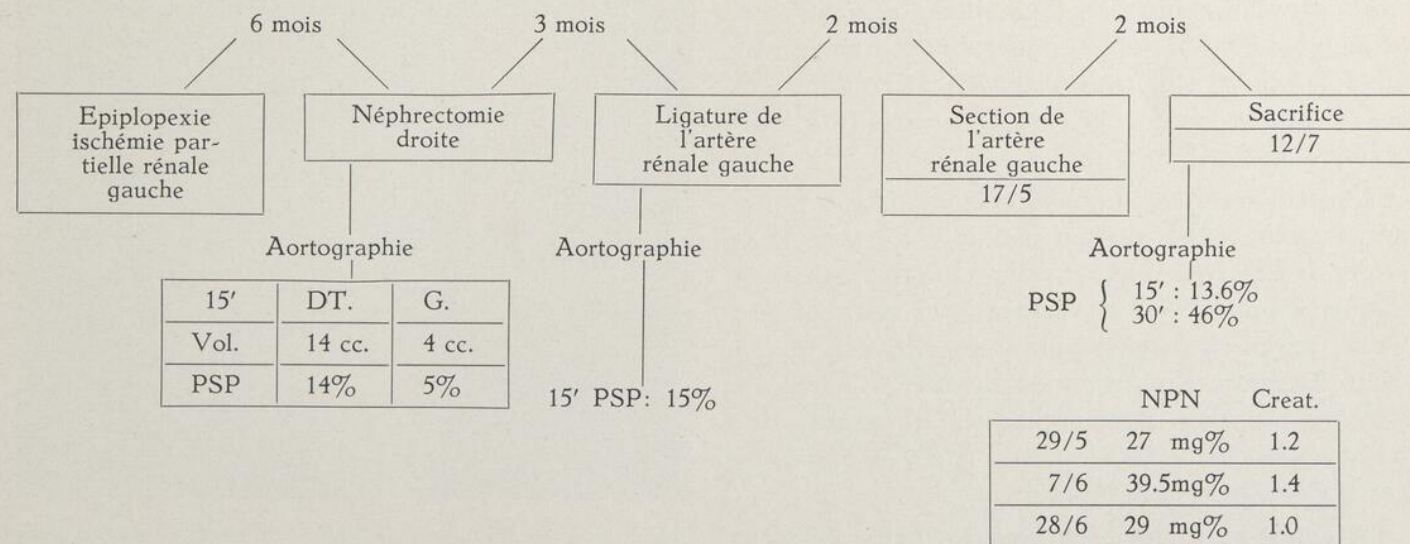 6 mois 3 mois 2 mois 2 mois
Epiplopexie
ischémie par-
tielle rénale
gauche
Néphrectomie
droite
Ligature de
l'artère
rénale gauche
Section de
l'artère
rénale gauche
17/5
Sacrifice
12/7
Aortographie
15' DT. G.
Vol. 14 cc. 4 cc.
PSP 14% 5%
Aortographie
15' PSP: 15%
Aortographie
PSP { 15' : 13.6%
30' : 46%
NPN Creat.
29/5 27 mg% 1.2
7/6 39.5mg% 1.4
28/6 29 mg% 1.0